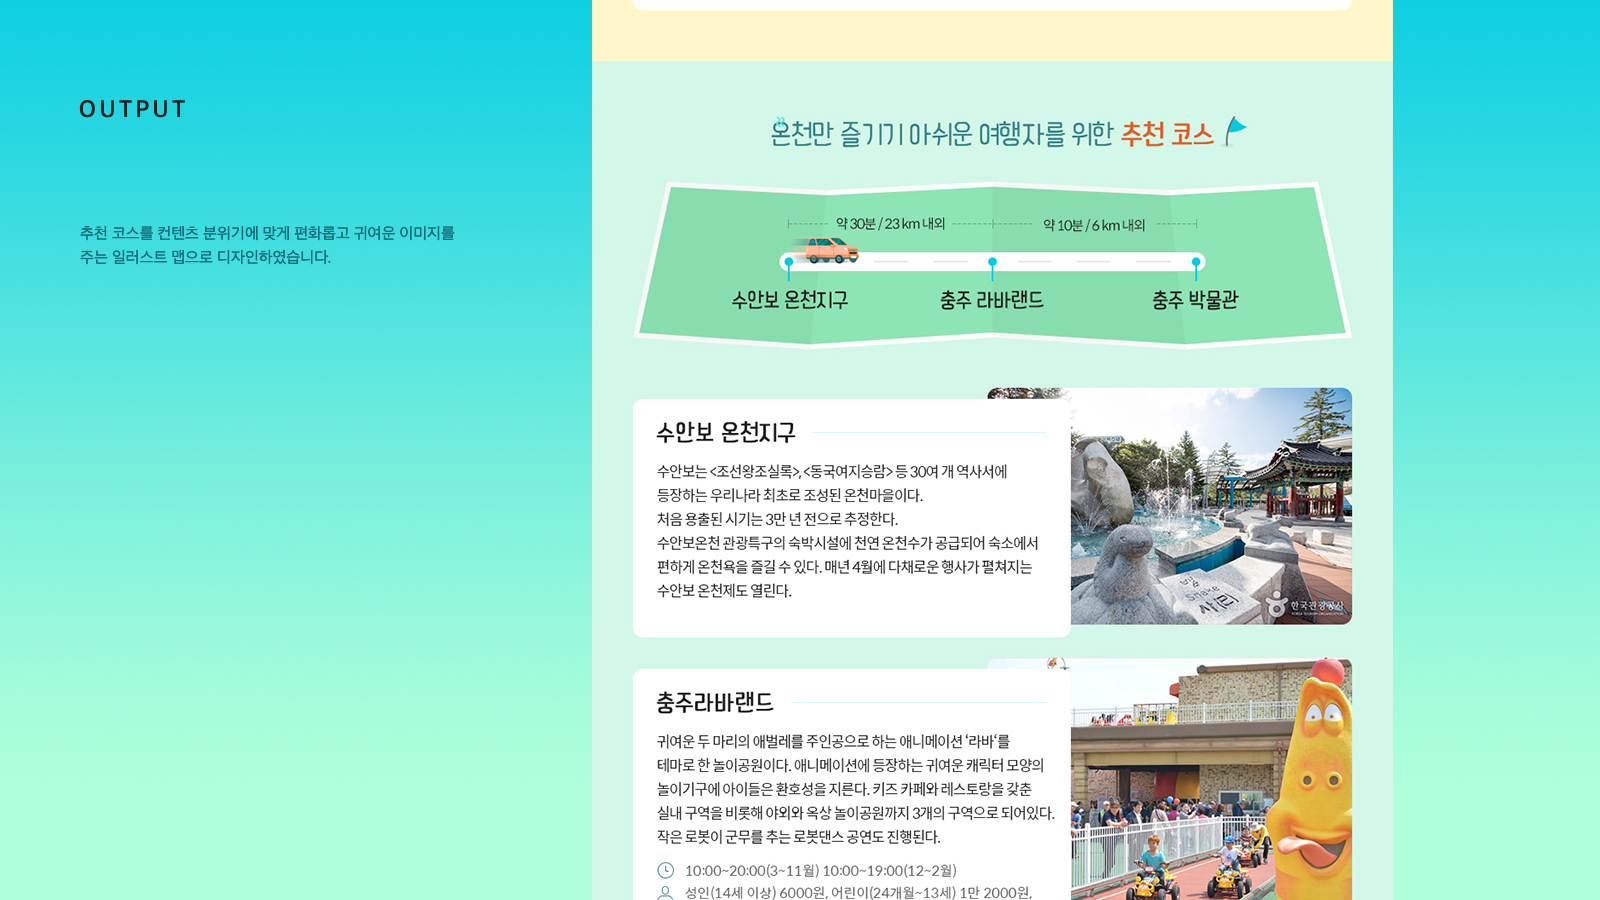 OUTPUT
추천 코스를 컨텐츠 분위기에 맞게 편화롭고 귀여운 이미지를
주는 일러스트 맵으로 디자인하였습니다.
온천만 즐기기 아쉬운 여행자를 위한 추천 코스
약 30분 / 23 km 내외
약 10분 / 6 km 내외
수안보 온천지구
충주 라바랜드
충주 박물관
수안보 온천지구
수안보는 <조선왕조실록>, <동국여지승람> 등 30여 개 역사서에
등장하는 우리나라 최초로 조성된 온천마을이다.
처음 용출된 시기는 3만 년 전으로 추정한다.
수안보온천 관광특구의 숙박시설에 천연 온천수가 공급되어 숙소에서
편하게 온천욕을 즐길 수 있다. 매년 4월에 다채로운 행사가 펼쳐지는
수안보 온천제도 열린다.
뱀
Snake
사(巳)
한국관광공사
KOREA TOURISM ORGANIZATION
충주라바랜드
귀여운 두 마리의 애벌레를 주인공으로 하는 애니메이션 ‘라바‘를
테마로 한 놀이공원이다. 애니메이션에 등장하는 귀여운 캐릭터 모양의
놀이기구에 아이들은 환호성을 지른다. 키즈 카페와 레스토랑을 갖춘
실내 구역을 비롯해 야외와 옥상 놀이공원까지 3개의 구역으로 되어있다.
작은 로봇이 군무를 추는 로봇댄스 공연도 진행된다.
10:00~20:00(3~11월) 10:00~19:00(12~2월)
성인(14세 이상) 6000원, 어린이(24개월~13세) 1만 2000원,